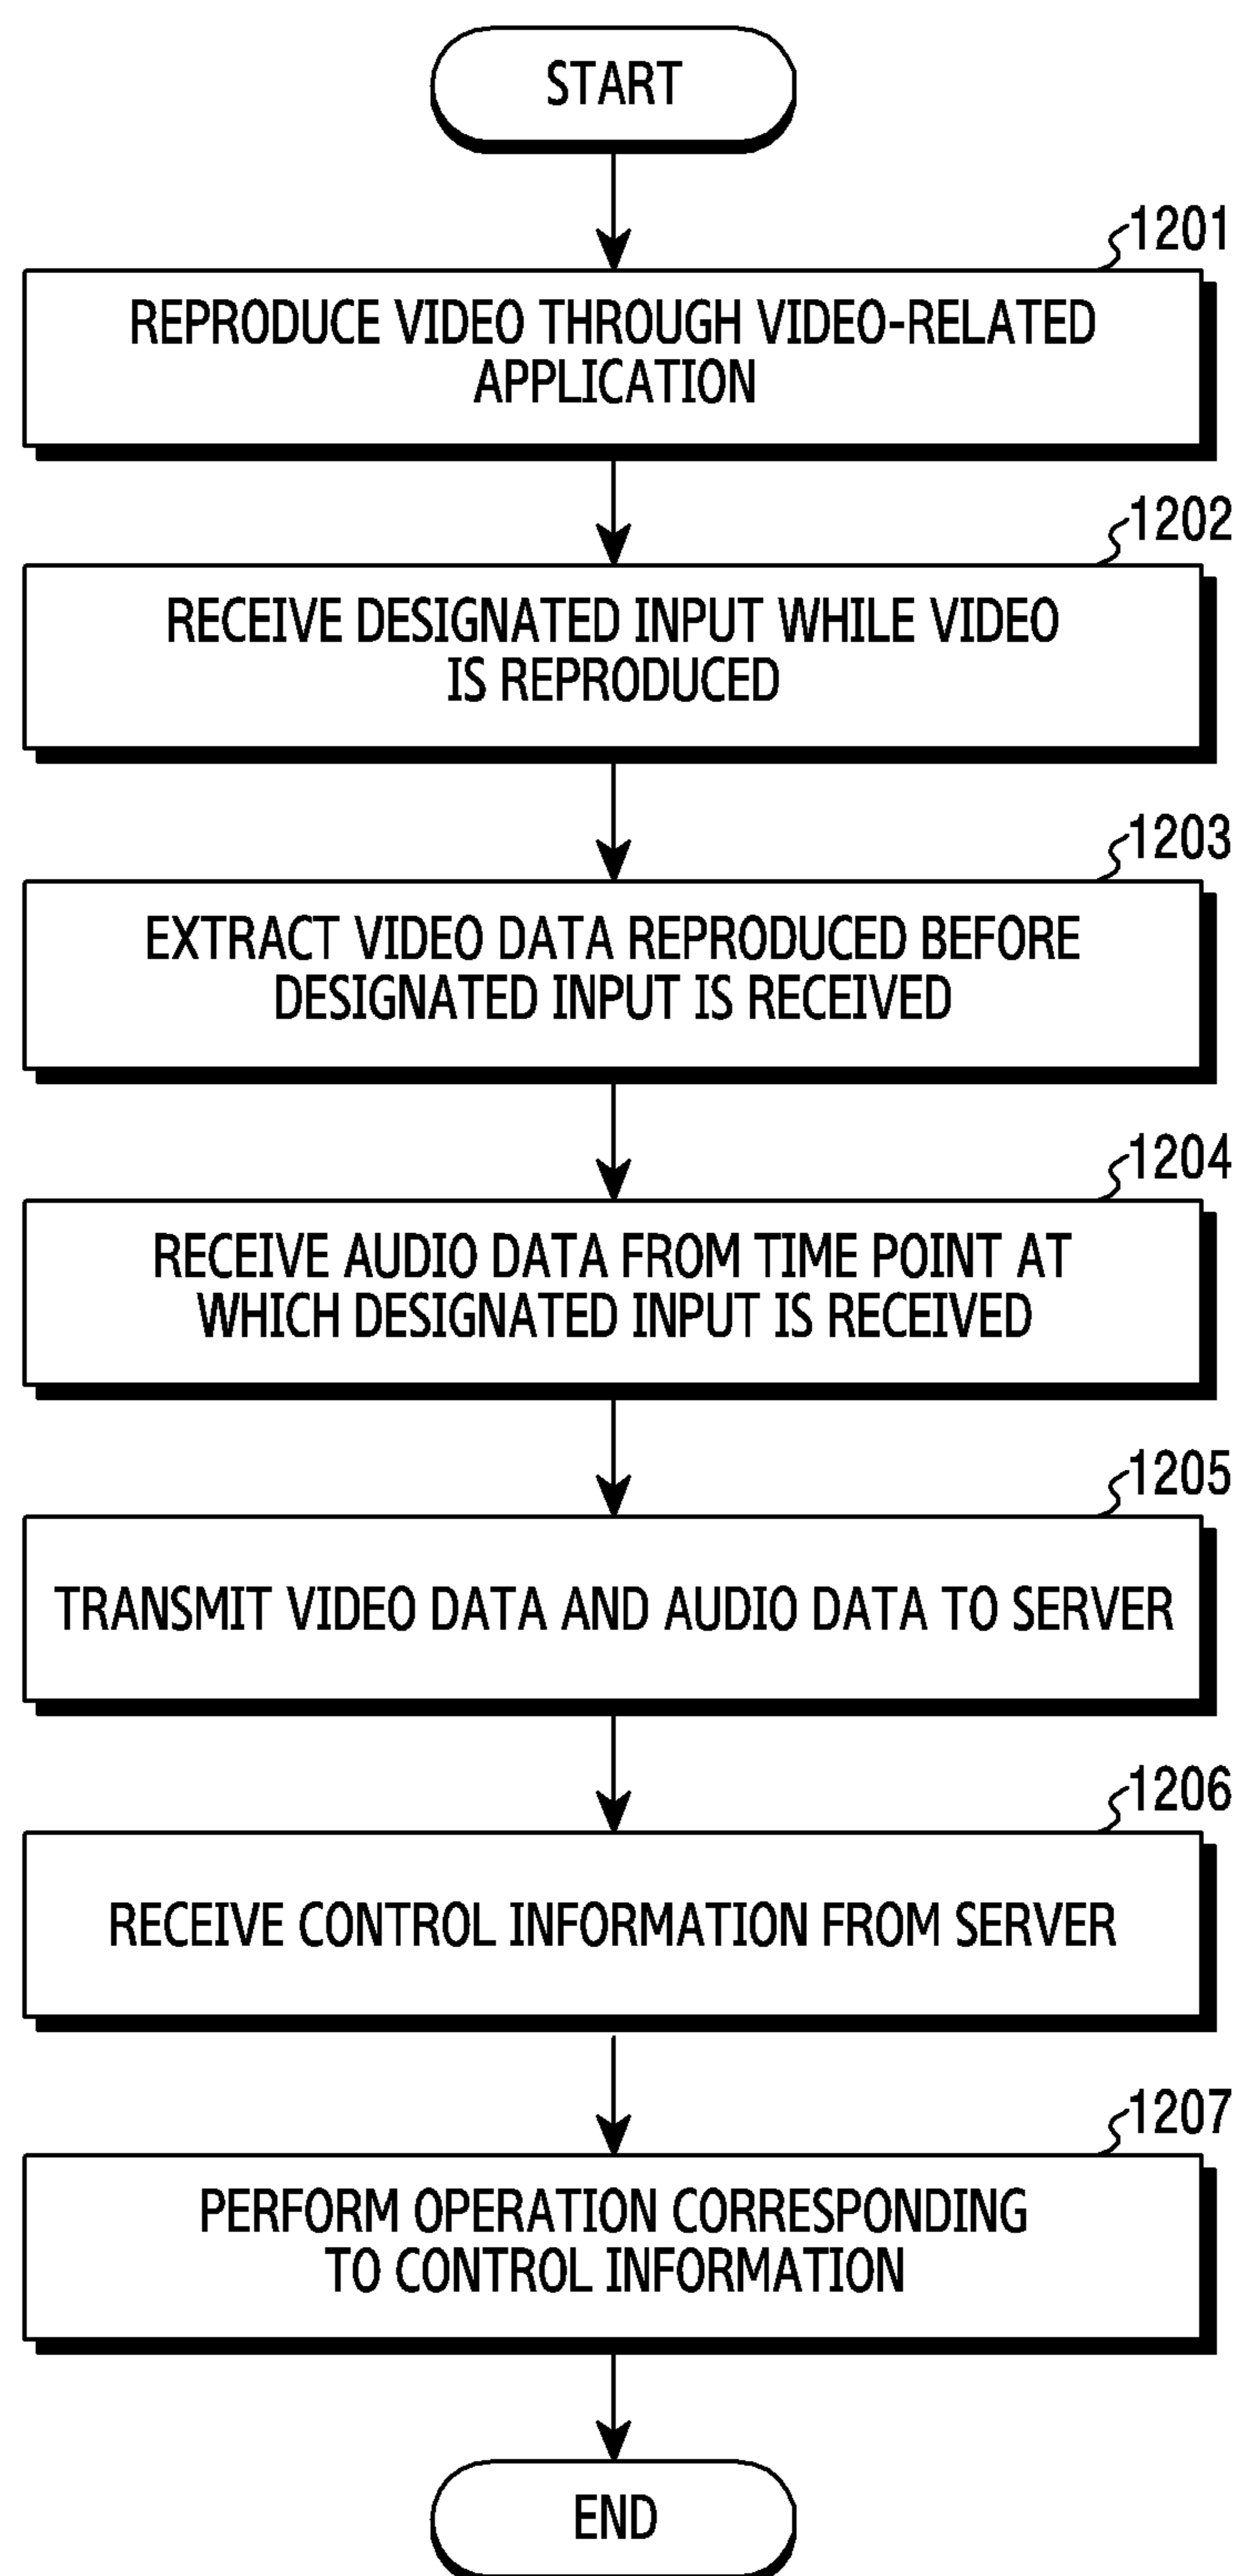 START
1201
REPRODUCE VIDEO THROUGH VIDEO-RELATED
APPLICATION
1202
RECEIVE DESIGNATED INPUT WHILE VIDEO
IS REPRODUCED
1203
EXTRACT VIDEO DATA REPRODUCED BEFORE
DESIGNATED INPUT IS RECEIVED
1204
RECEIVE AUDIO DATA FROM TIME POINT AT
WHICH DESIGNATED INPUT IS RECEIVED
1205
TRANSMIT VIDEO DATA AND AUDIO DATA TO SERVER
1206
RECEIVE CONTROL INFORMATION FROM SERVER
1207
PERFORM OPERATION CORRESPONDING
TO CONTROL INFORMATION
END